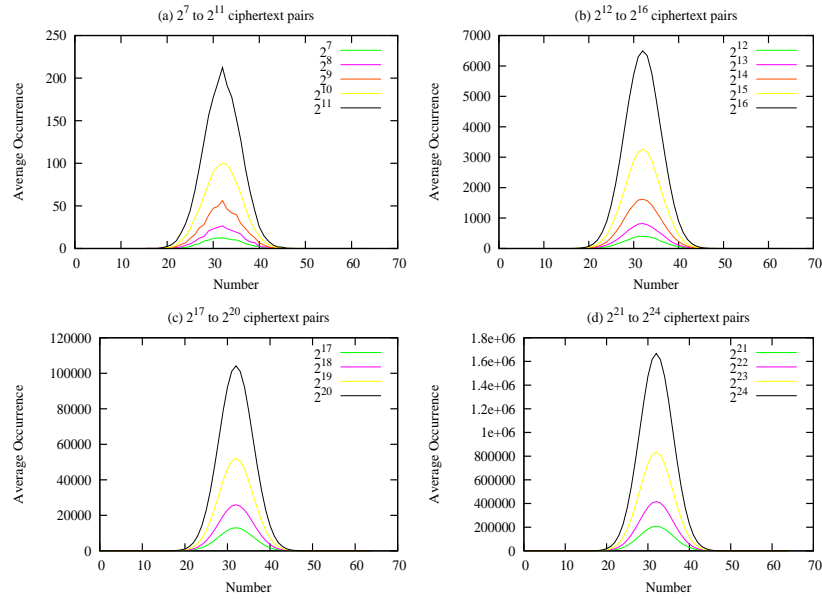 (a) 2^7 to 2^11 ciphertext pairs
250
200
150
100
50
0
0 10 20 30 40 50 60 70
Average Occurrence
Number
2^7
2^8
2^9
2^10
2^11
(b) 2^12 to 2^16 ciphertext pairs
7000
6000
5000
4000
3000
2000
1000
0
0 10 20 30 40 50 60 70
Average Occurrence
Number
2^12
2^13
2^14
2^15
2^16
(c) 2^17 to 2^20 ciphertext pairs
120000
100000
80000
60000
40000
20000
0
0 10 20 30 40 50 60 70
Average Occurrence
Number
2^17
2^18
2^19
2^20
(d) 2^21 to 2^24 ciphertext pairs
1.8e+06
1.6e+06
1.4e+06
1.2e+06
1e+06
800000
600000
400000
200000
0
0 10 20 30 40 50 60 70
Average Occurrence
Number
2^21
2^22
2^23
2^24